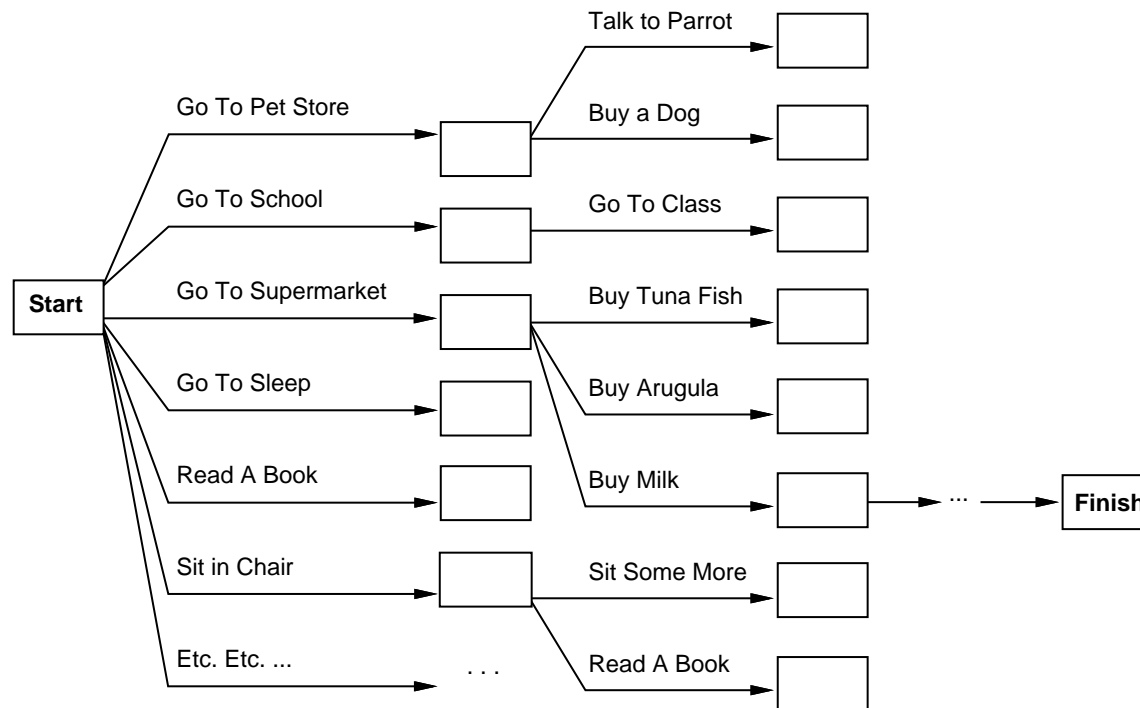 Talk to Parrot
Go To Pet Store
Buy a Dog
Go To School
Go To Class
Start
Go To Supermarket
Buy Tuna Fish
Go To Sleep
Buy Arugula
Read A Book
Buy Milk
...
Finish
Sit in Chair
Sit Some More
Etc. Etc. ...
. . .
Read A Book